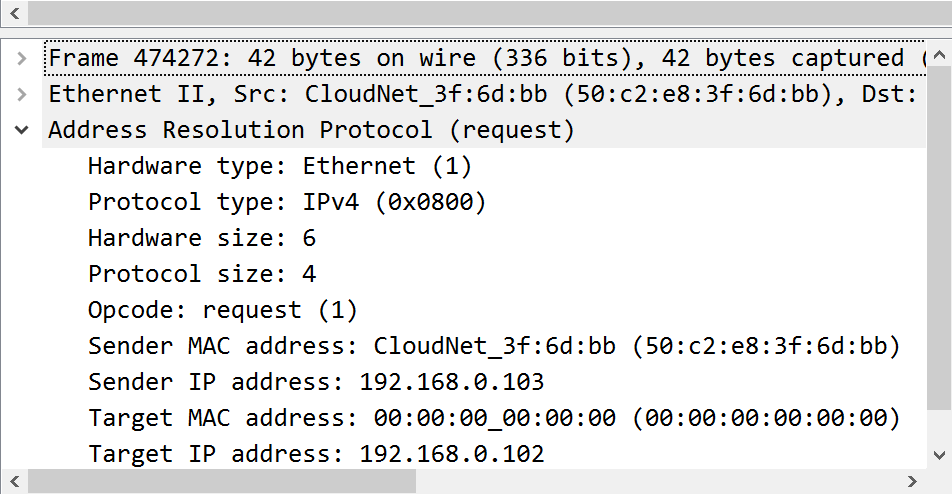 Frame 474272: 42 bytes on wire (336 bits), 42 bytes captured (
Ethernet II, Src: CloudNet_3f:6d:bb (50:c2:e8:3f:6d:bb), Dst:
Address Resolution Protocol (request)
Hardware type: Ethernet (1)
Protocol type: IPv4 (0x0800)
Hardware size: 6
Protocol size: 4
Opcode: request (1)
Sender MAC address: CloudNet_3f:6d:bb (50:c2:e8:3f:6d:bb)
Sender IP address: 192.168.0.103
Target MAC address: 00:00:00_00:00:00 (00:00:00:00:00:00)
Target IP address: 192.168.0.102